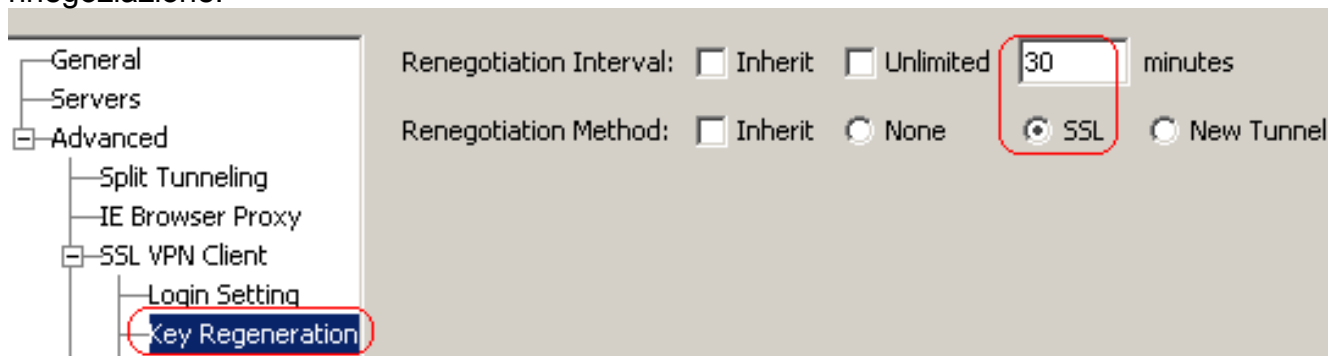 rinegoziazione.
General
Servers
Advanced
Split Tunneling
IE Browser Proxy
SSL VPN Client
Login Setting
Key Regeneration
Renegotiation Interval: Inherit Unlimited 30 minutes
Renegotiation Method: Inherit None SSL New Tunnel